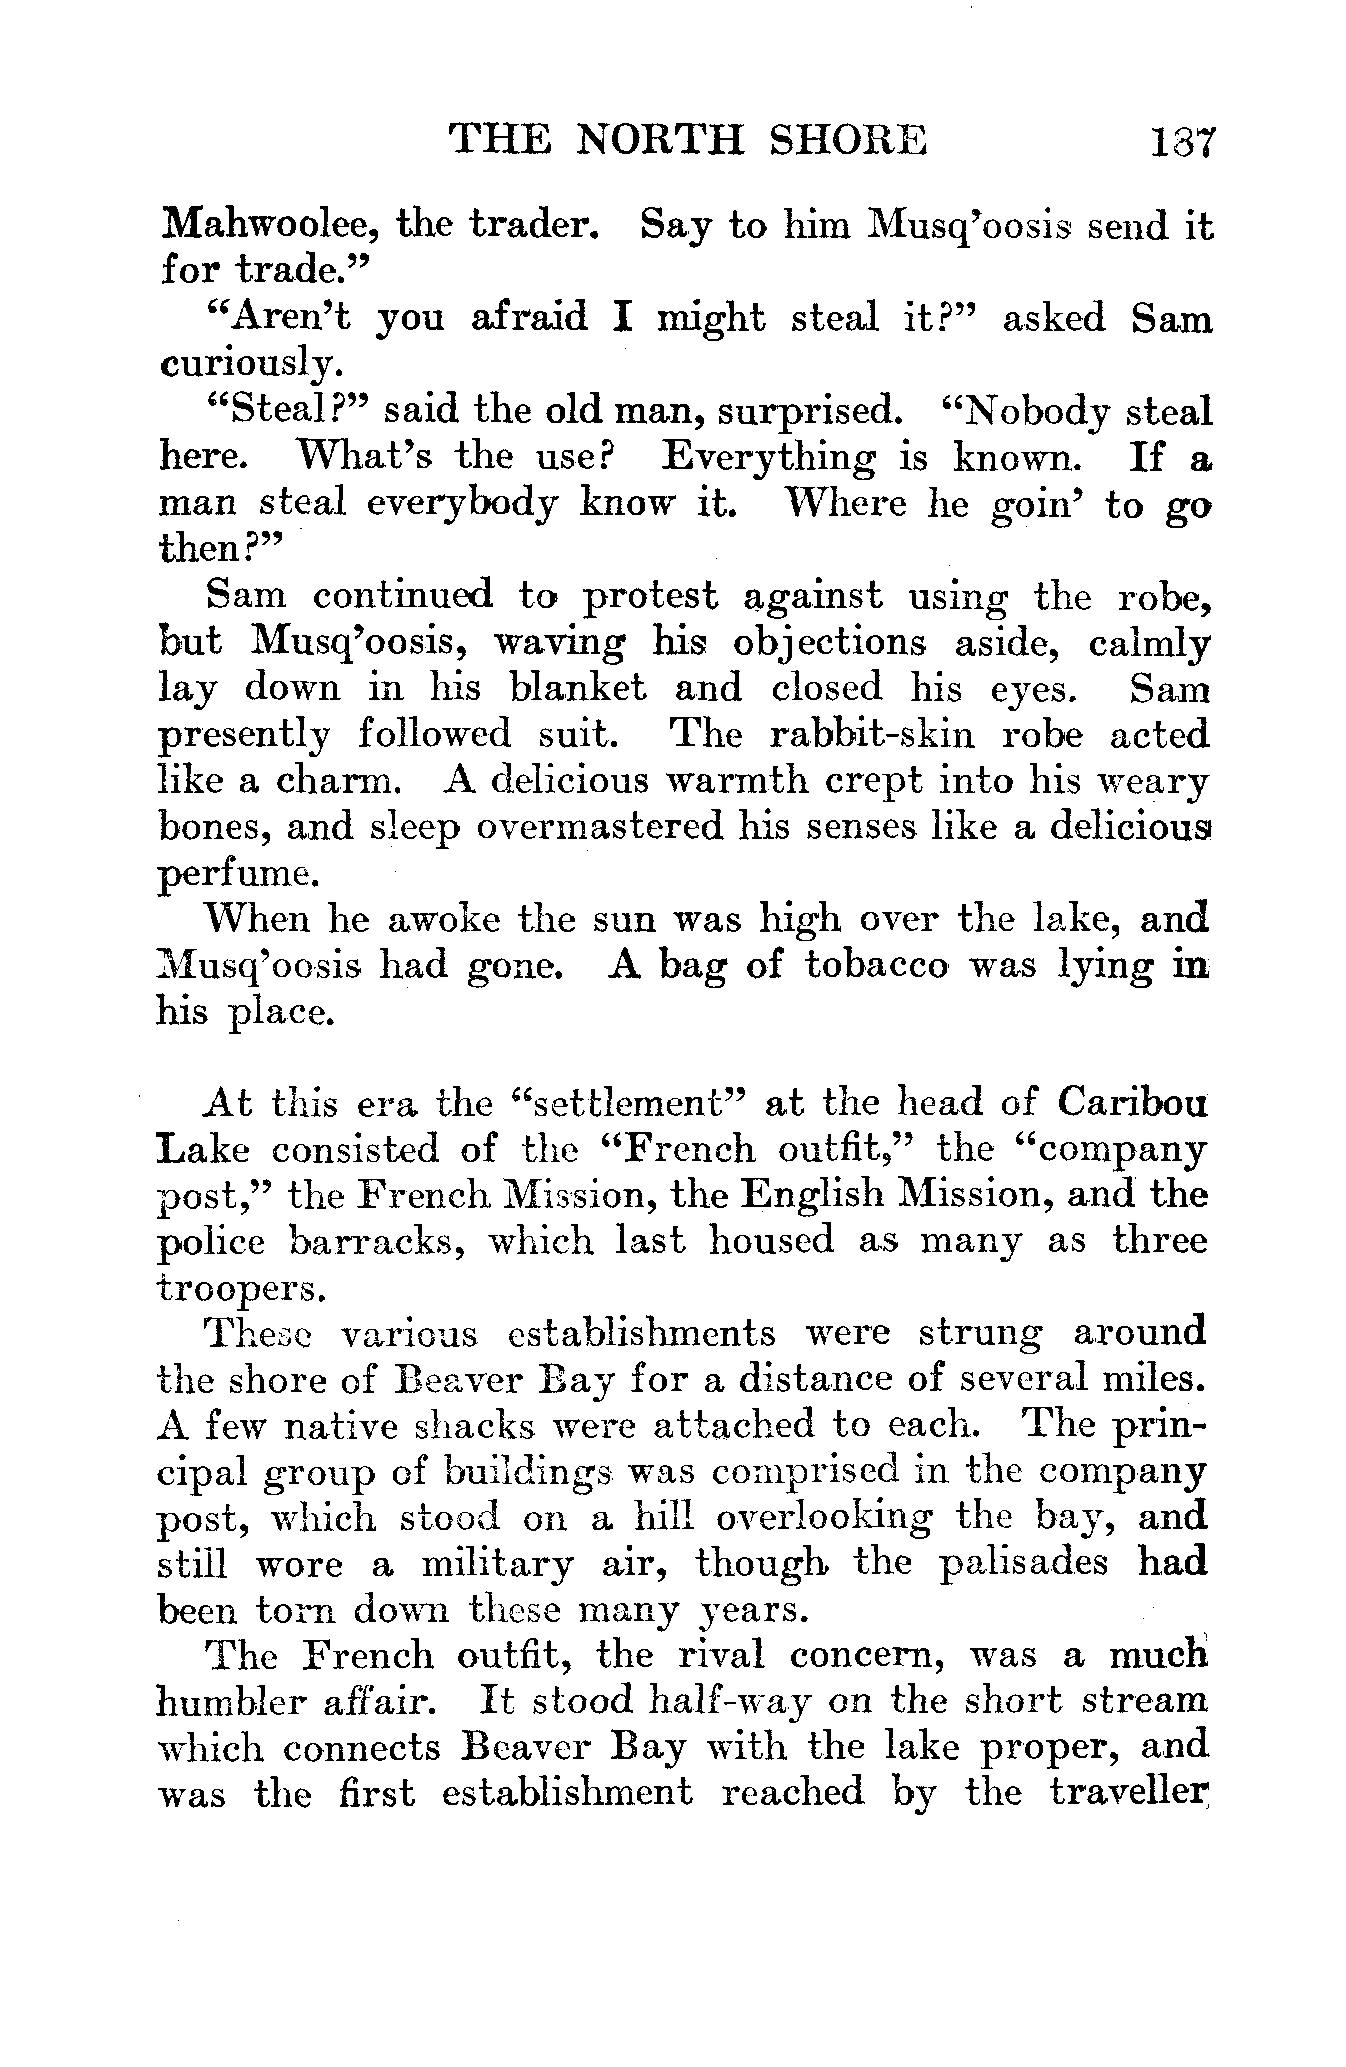 THE NORTH SHORE 187
Mahwoolee, the trader. Say to him Musq'oosis send it
for trade."
"Aren't you afraid I might steal it?" asked Sam
curiously.
"Steal?" said the old man, surprised. "Nobody steal
here. What's the use? Everything is known. If a
man steal everybody know it. Where he goin' to go
then?"
Sam continued to protest against using the robe,
but Musq'oosis, waving his objections aside, calmly
lay down in his blanket and closed his eyes. Sam
presently followed suit. The rabbit-skin robe acted
like a charm. A delicious warmth crept into his weary
bones, and sleep overmastered his senses like a delicious
perfume.
When he awoke the sun was high over the lake, and
Musq'oosis had gone. A bag of tobacco was lying in
his place.
At this era the "settlement" at the head of Caribou
Lake consisted of the "French outfit," the "company
post," the French Mission, the English Mission, and the
police barracks, which last housed as many as three
troopers.
These various establishments were strung around
the shore of Beaver Bay for a distance of several miles.
A few native shacks were attached to each. The prin-
cipal group of buildings was comprised in the company
post, which stood on a hill overlooking the bay, and
still wore a military air, though the palisades had
been torn down these many years.
The French outfit, the rival concern, was a much
humbler affair. It stood half-way on the short stream
which connects Beaver Bay with the lake proper, and
was the first establishment reached by the traveller